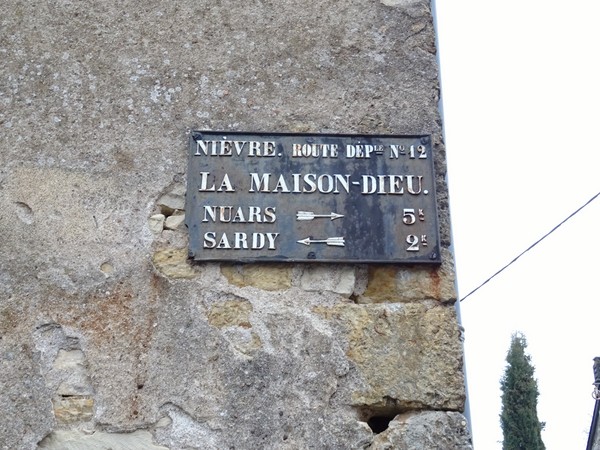 NIÈVRE. ROUTE DÉPLE No 12
LA MAISON-DIEU.
NUARS 5K
SARDY 2K